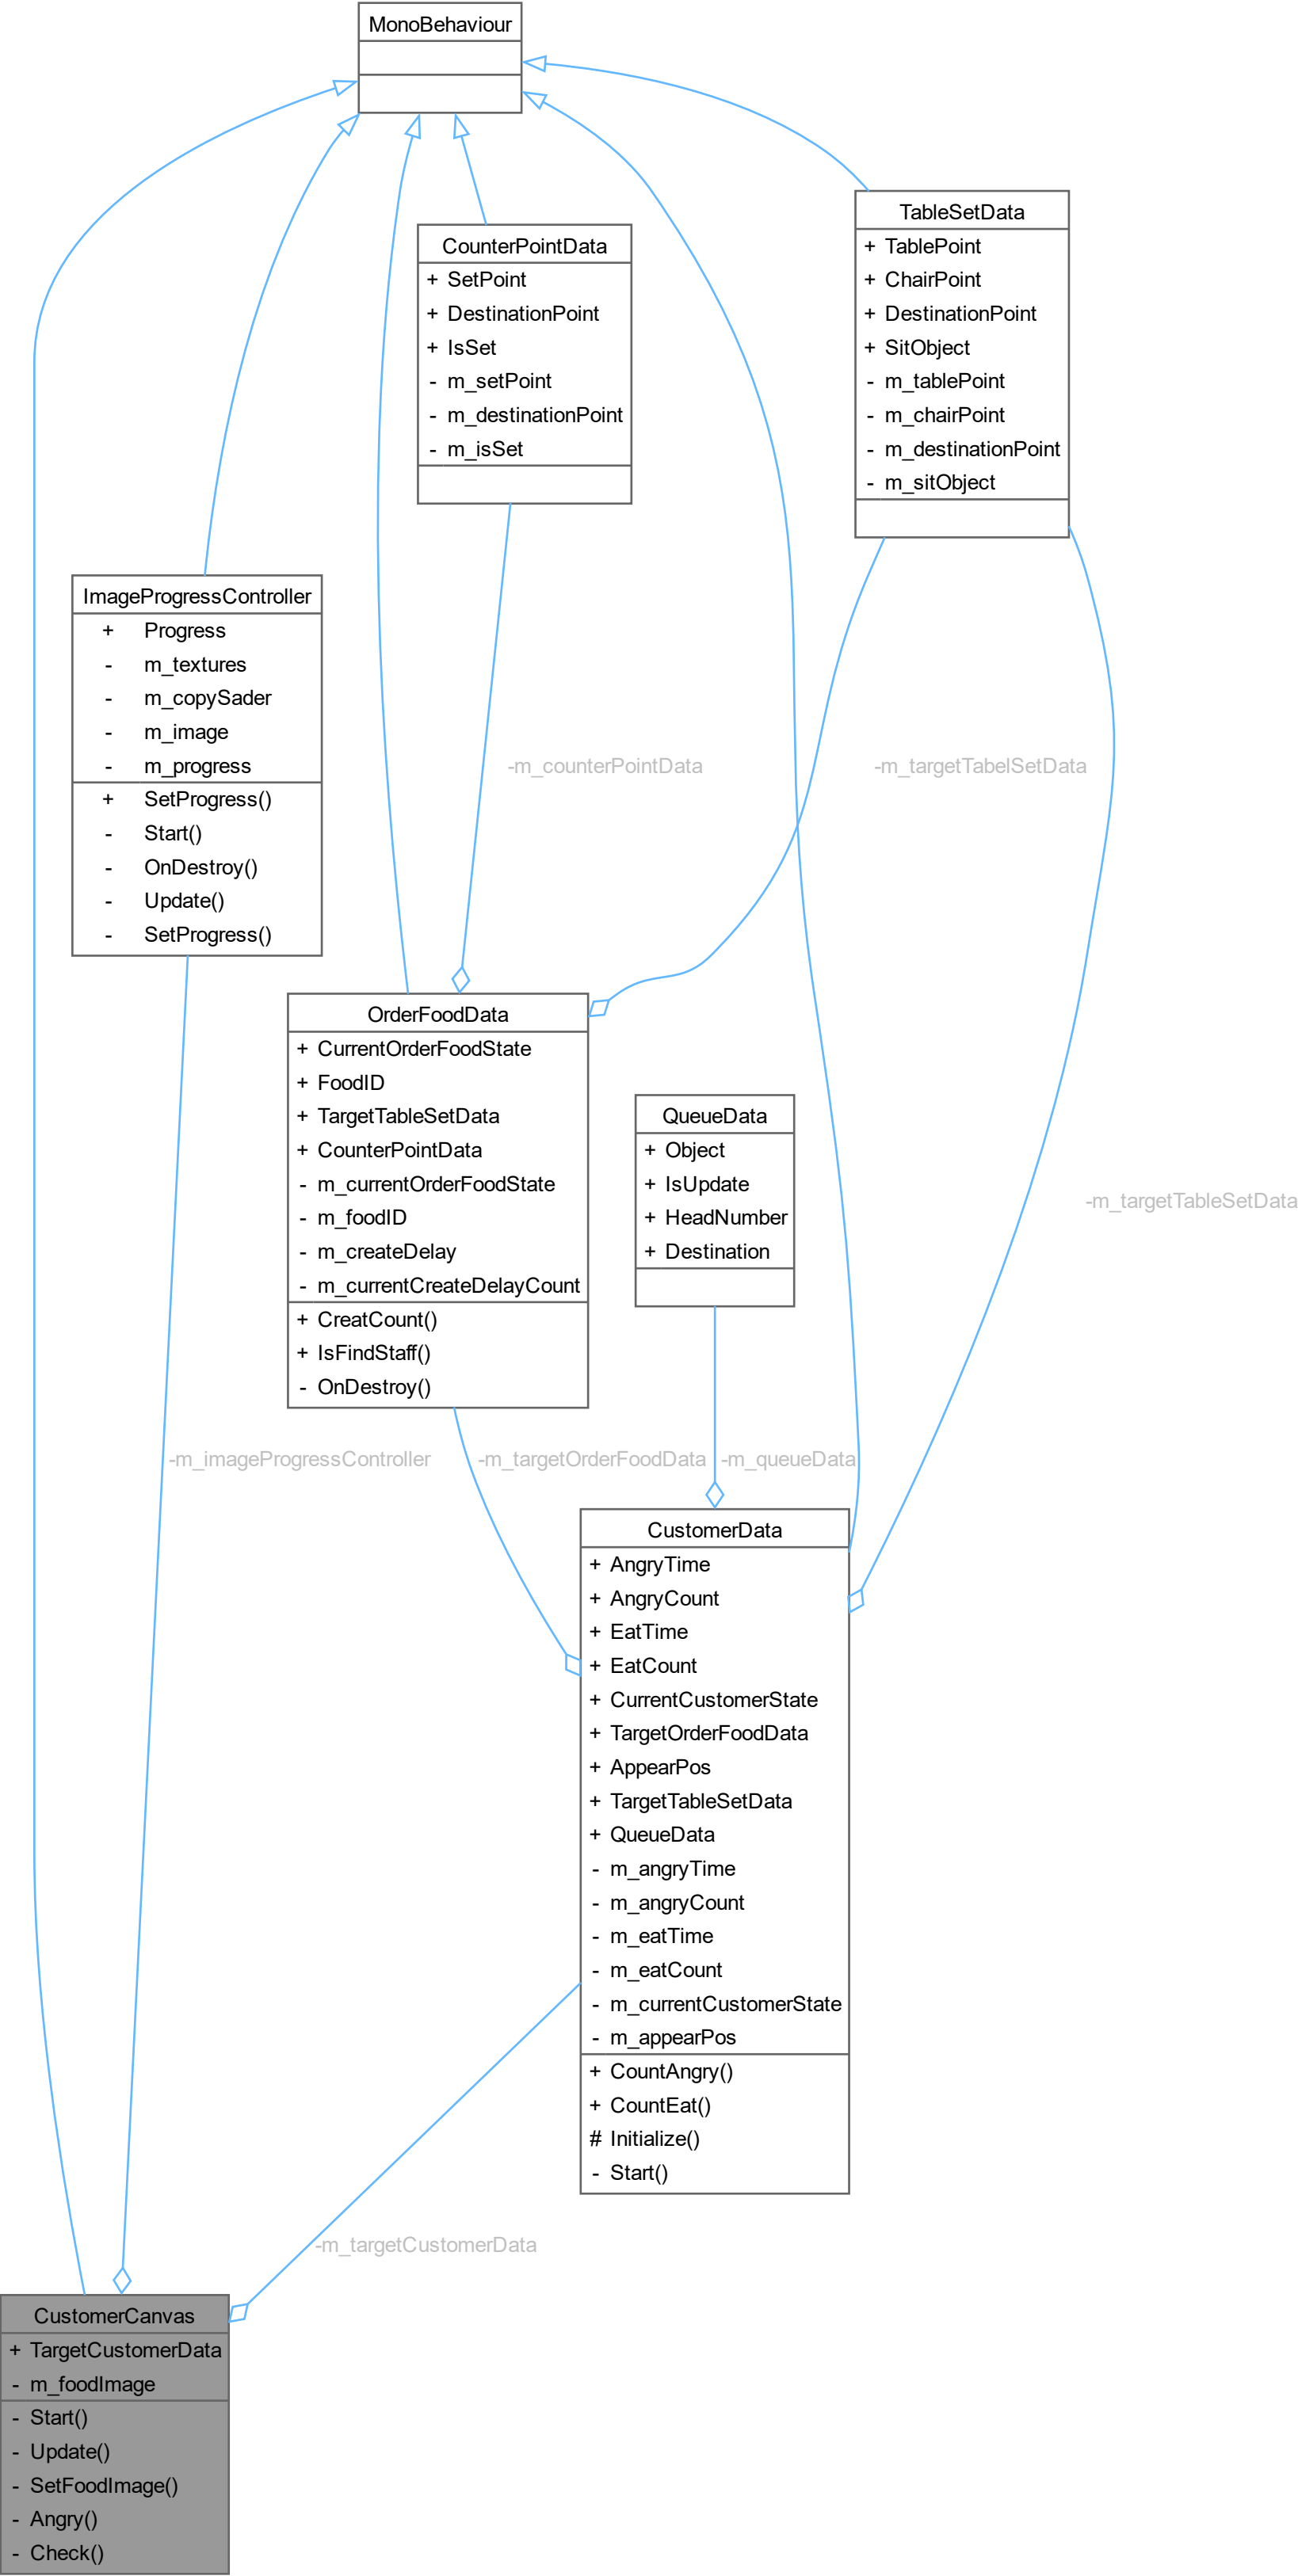 MonoBehaviour
CounterPointData
+ SetPoint
+ DestinationPoint
+ IsSet
- m_setPoint
- m_destinationPoint
- m_isSet
TableSetData
+ TablePoint
+ ChairPoint
+ DestinationPoint
+ SitObject
- m_tablePoint
- m_chairPoint
- m_destinationPoint
- m_sitObject
ImageProgressController
+ Progress
- m_textures
- m_copySader
- m_image
- m_progress
+ SetProgress()
- Start()
- OnDestroy()
- Update()
- SetProgress()
-m_counterPointData
-m_targetTabelSetData
OrderFoodData
+ CurrentOrderFoodState
+ FoodID
+ TargetTableSetData
+ CounterPointData
- m_currentOrderFoodState
- m_foodID
- m_createDelay
- m_currentCreateDelayCount
+ CreatCount()
+ IsFindStaff()
- OnDestroy()
QueueData
+ Object
+ IsUpdate
+ HeadNumber
+ Destination
-m_targetTableSetData
-m_imageProgressController
-m_targetOrderFoodData
-m_queueData
CustomerData
+ AngryTime
+ AngryCount
+ EatTime
+ EatCount
+ CurrentCustomerState
+ TargetOrderFoodData
+ AppearPos
+ TargetTableSetData
+ QueueData
- m_angryTime
- m_angryCount
- m_eatTime
- m_eatCount
- m_currentCustomerState
- m_appearPos
+ CountAngry()
+ CountEat()
# Initialize()
- Start()
-m_targetCustomerData
CustomerCanvas
+ TargetCustomerData
- m_foodImage
- Start()
- Update()
- SetFoodImage()
- Angry()
- Check()